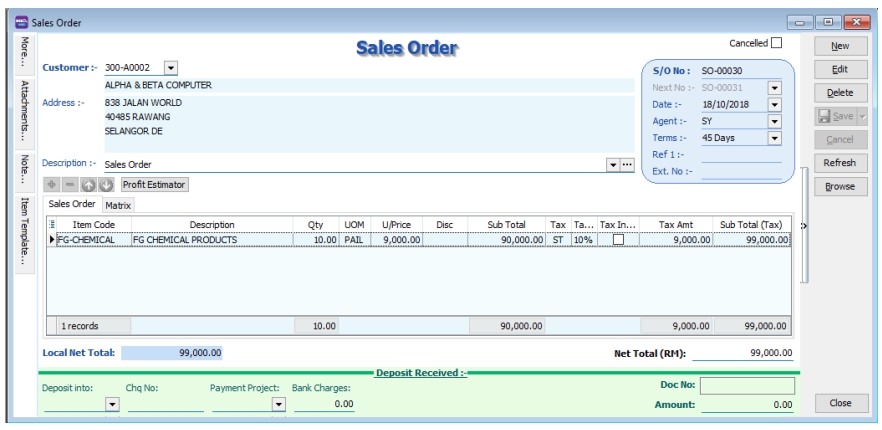 Sales Order
More...
Attachments...
Note...
Item Template...
Sales Order
Cancelled
Customer :- 300-A0002
ALPHA & BETA COMPUTER
Address :- 838 JALAN WORLD
40485 RAWANG
SELANGOR DE
Description :- Sales Order
S/O No : SO-00030
Next No :- SO-00031
Date :- 18/10/2018
Agent :- SY
Terms :- 45 Days
Ref 1 :-
Ext. No :-
New
Edit
Delete
Save
Cancel
Refresh
Browse
Profit Estimator
Sales Order Matrix
Item Code Description Qty UOM U/Price Disc Sub Total Tax Ta... Tax In... Tax Amt Sub Total (Tax)
FG-CHEMICAL FG CHEMICAL PRODUCTS 10.00 PAIL 9,000.00 90,000.00 ST 10% 9,000.00 99,000.00
1 records 10.00 90,000.00 9,000.00 99,000.00
Local Net Total: 99,000.00 Net Total (RM): 99,000.00
Deposit Received :-
Deposit into: Chq No: Payment Project: Bank Charges: Doc No:
0.00 Amount: 0.00
Close